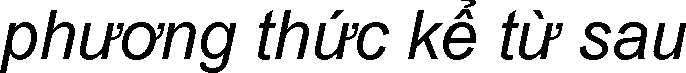 phương thức kể từ sau